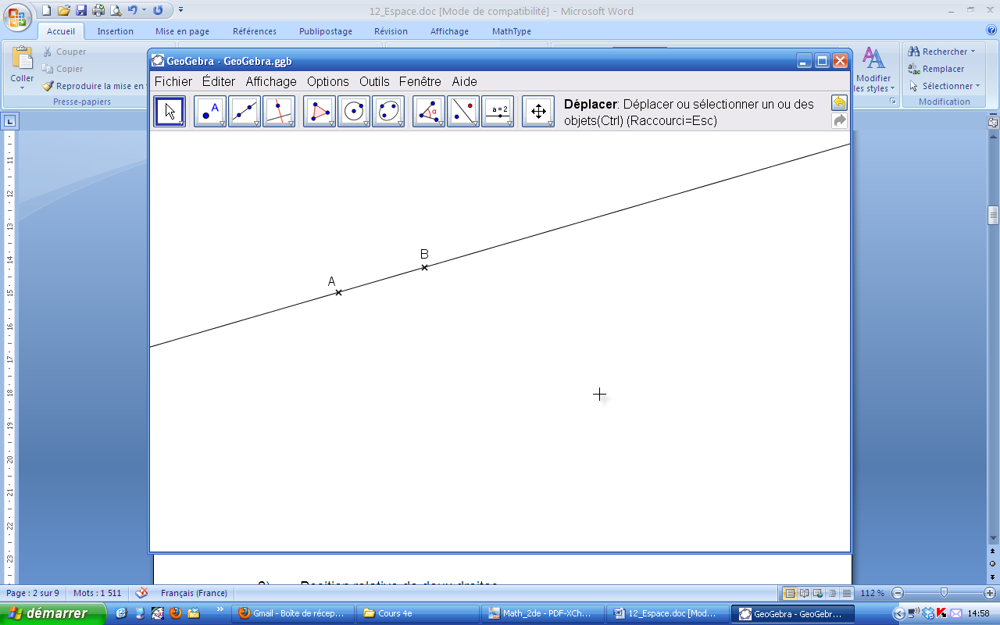 12_Espace.doc [Mode de compatibilité] - Microsoft Word
Accueil Insertion Mise en page Références Publipostage Révision Affichage MathType
Coller
Couper
Copier
Reproduire la mise en
Presse-papiers
Modifier
les styles
Rechercher
Remplacer
Sélectionner
Modification
GeoGebra - GeoGebra.ggb
Fichier Éditer Affichage Options Outils Fenêtre Aide
A
α
a = 2
Déplacer: Déplacer ou sélectionner un ou des
objets(Ctrl) (Raccourci=Esc)
L
11
12
13
14
15
16
17
18
19
20
21
22
23
B
A
2) Position relative de deux droites
Page : 2 sur 9 Mots : 1 511 Français (France) 112 %
démarrer » Gmail - Boîte de récep... Cours 4e Math_2de - PDF-XCh... 12_Espace.doc [Mod... GeoGebra - GeoGebr... 14:58